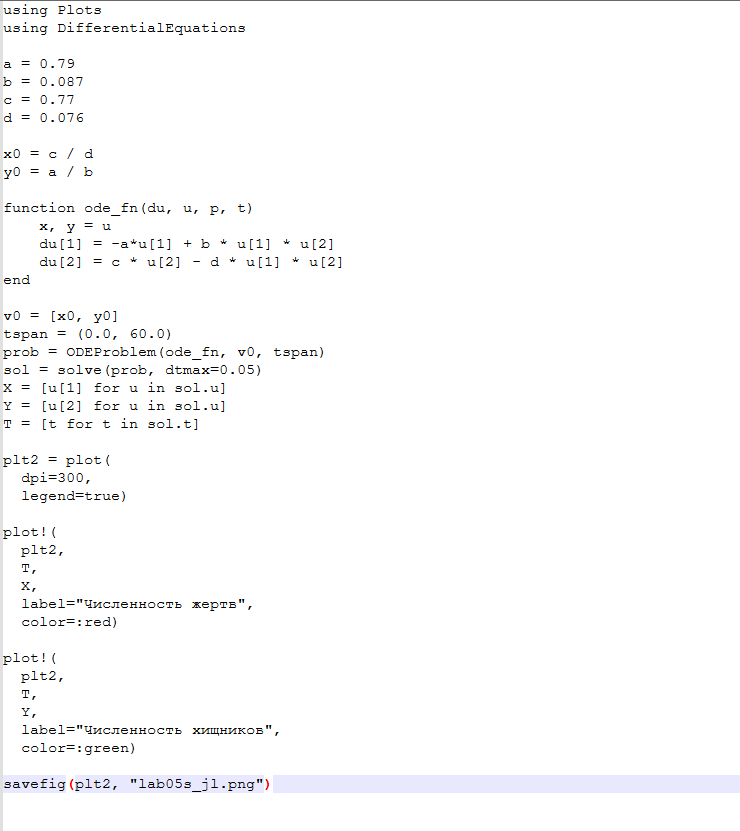 using Plots
using DifferentialEquations

a = 0.79
b = 0.087
c = 0.77
d = 0.076

x0 = c / d
y0 = a / b

function ode_fn(du, u, p, t)
    x, y = u
    du[1] = -a*u[1] + b * u[1] * u[2]
    du[2] = c * u[2] - d * u[1] * u[2]
end

v0 = [x0, y0]
tspan = (0.0, 60.0)
prob = ODEProblem(ode_fn, v0, tspan)
sol = solve(prob, dtmax=0.05)
X = [u[1] for u in sol.u]
Y = [u[2] for u in sol.u]
T = [t for t in sol.t]

plt2 = plot(
  dpi=300,
  legend=true)

plot!(
  plt2,
  T,
  X,
  label="Численность жертв",
  color=:red)

plot!(
  plt2,
  T,
  Y,
  label="Численность хищников",
  color=:green)

savefig(plt2, "lab05s_jl.png")